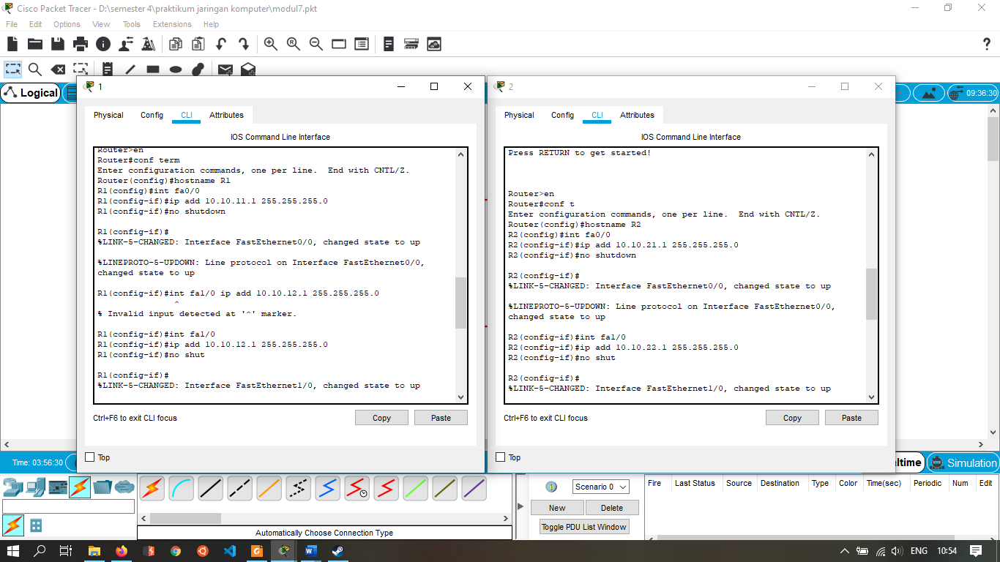 Cisco Packet Tracer - D:\semester 4\praktikum jaringan komputer\modul7.pkt
File Edit Options View Tools Extensions Help
Logical
09:36:30
1
Physical Config CLI Attributes
IOS Command Line Interface
Router>en
Router#conf term
Enter configuration commands, one per line.  End with CNTL/Z.
Router(config)#hostname R1
R1(config)#int fa0/0
R1(config-if)#ip add 10.10.11.1 255.255.255.0
R1(config-if)#no shutdown
R1(config-if)#
%LINK-5-CHANGED: Interface FastEthernet0/0, changed state to up
%LINEPROTO-5-UPDOWN: Line protocol on Interface FastEthernet0/0,
changed state to up
R1(config-if)#int fa1/0 ip add 10.10.12.1 255.255.255.0
^
% Invalid input detected at '^' marker.
R1(config-if)#int fa1/0
R1(config-if)#ip add 10.10.12.1 255.255.255.0
R1(config-if)#no shut
R1(config-if)#
%LINK-5-CHANGED: Interface FastEthernet1/0, changed state to up
Ctrl+F6 to exit CLI focus
Copy Paste
Top
2
Physical Config CLI Attributes
IOS Command Line Interface
Press RETURN to get started!
Router>en
Router#conf t
Enter configuration commands, one per line.  End with CNTL/Z.
Router(config)#hostname R2
R2(config)#int fa0/0
R2(config-if)#ip add 10.10.21.1 255.255.255.0
R2(config-if)#no shutdown
R2(config-if)#
%LINK-5-CHANGED: Interface FastEthernet0/0, changed state to up
%LINEPROTO-5-UPDOWN: Line protocol on Interface FastEthernet0/0,
changed state to up
R2(config-if)#int fa1/0
R2(config-if)#ip add 10.10.22.1 255.255.255.0
R2(config-if)#no shut
R2(config-if)#
%LINK-5-CHANGED: Interface FastEthernet1/0, changed state to up
Ctrl+F6 to exit CLI focus
Copy Paste
Top
Time: 03:56:30
ltime Simulation
Scenario 0
New Delete
Toggle PDU List Window
Fire Last Status Source Destination Type Color Time(sec) Periodic Num Edit
Automatically Choose Connection Type
ENG 10:54